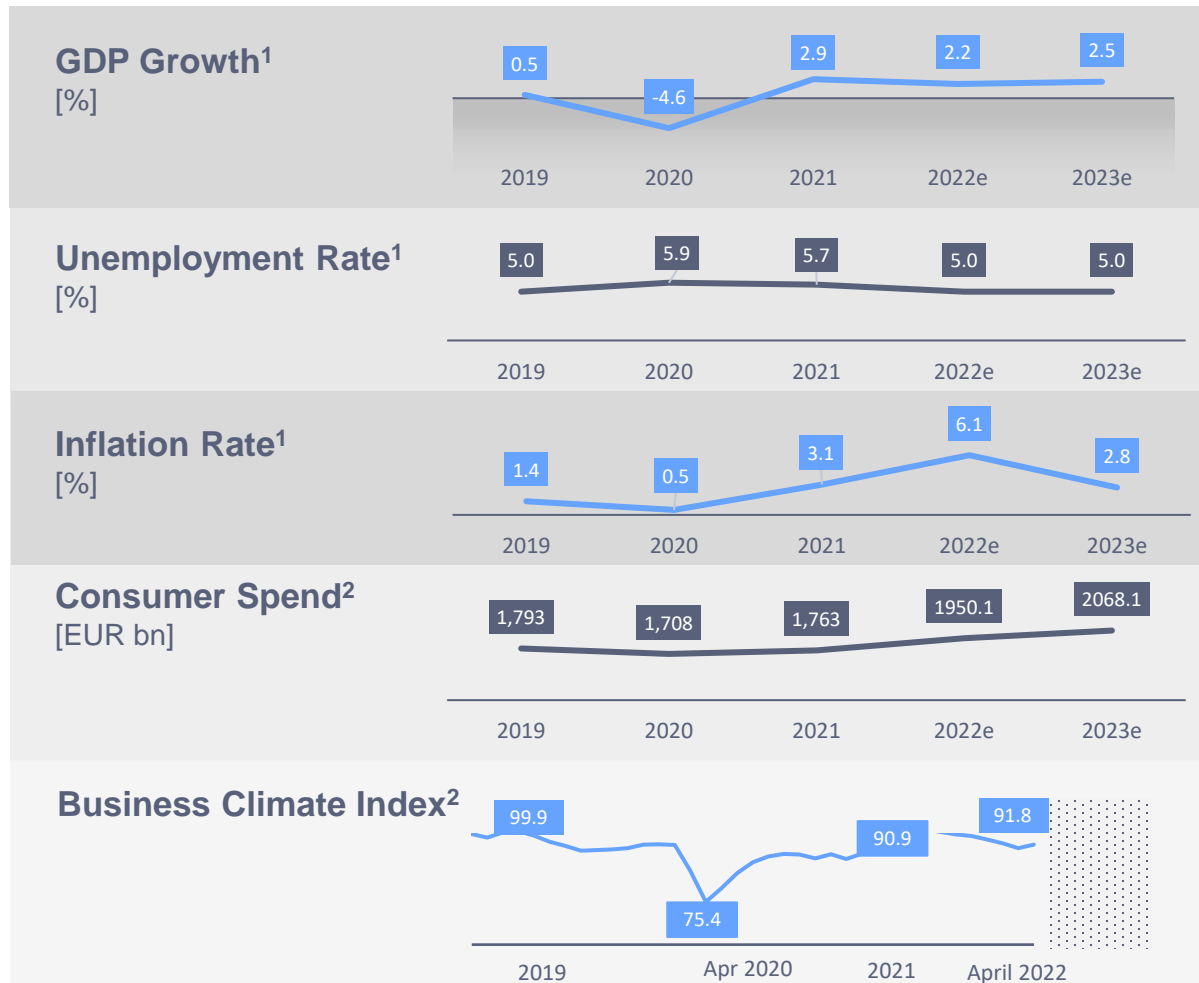 GDP Growth¹
[%]
0.5 -4.6 2.9 2.2 2.5
2019 2020 2021 2022e 2023e
Unemployment Rate¹
[%]
5.0 5.9 5.7 5.0 5.0
2019 2020 2021 2022e 2023e
Inflation Rate¹
[%]
1.4 0.5 3.1 6.1 2.8
2019 2020 2021 2022e 2023e
Consumer Spend²
[EUR bn]
1,793 1,708 1,763 1950.1 2068.1
2019 2020 2021 2022e 2023e
Business Climate Index²
99.9 75.4 90.9 91.8
2019 Apr 2020 2021 April 2022